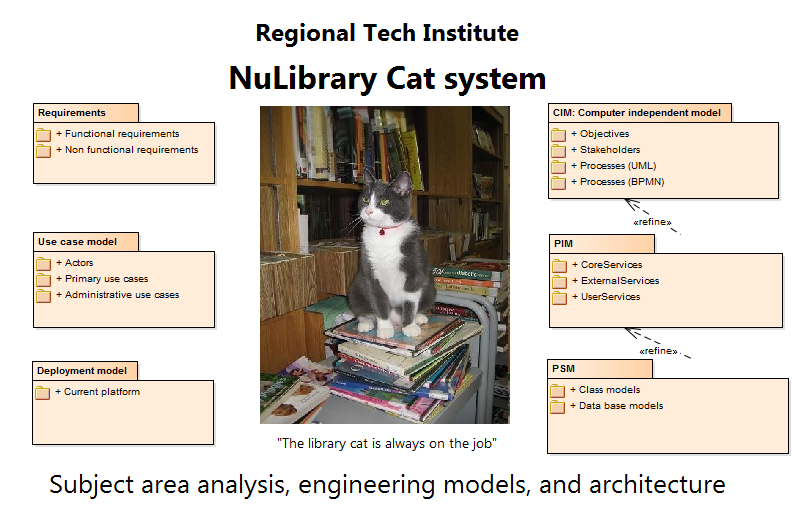 Regional Tech Institute
NuLibrary Cat system
Requirements
+ Functional requirements
+ Non functional requirements
Use case model
+ Actors
+ Primary use cases
+ Administrative use cases
Deployment model
+ Current platform
"The library cat is always on the job"
CIM: Computer independent model
+ Objectives
+ Stakeholders
+ Processes (UML)
+ Processes (BPMN)
«refine»
PIM
+ CoreServices
+ ExternalServices
+ UserServices
«refine»
PSM
+ Class models
+ Data base models
Subject area analysis, engineering models, and architecture